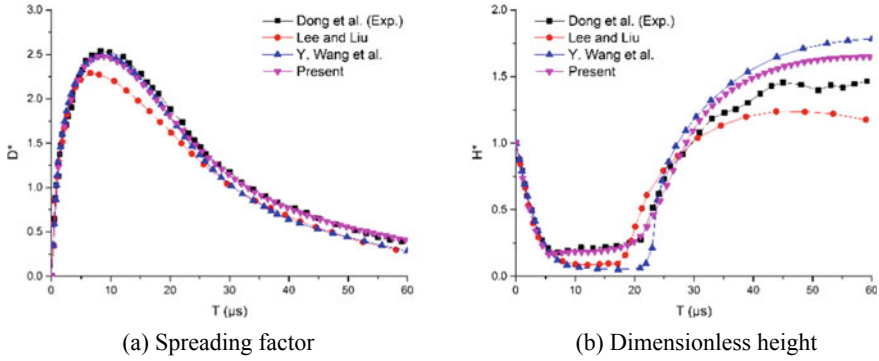 Dong et al. (Exp.)
Lee and Liu
Y. Wang et al.
Present
3.0
2.5
2.0
1.5
1.0
0.5
0.0
D*
0
10
20
30
40
50
60
T (μs)
(a) Spreading factor
Dong et al. (Exp.)
Lee and Liu
Y. Wang et al.
Present
2.0
1.5
1.0
0.5
0.0
H*
0
10
20
30
40
50
60
T (μs)
(b) Dimensionless height